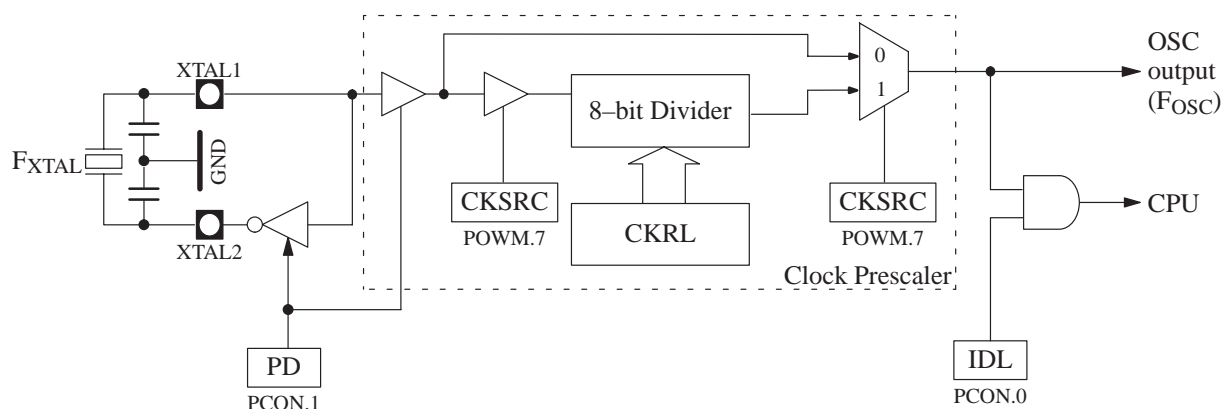 XTAL1
0
1
OSC
output
(FOSC)
8–bit Divider
FXTAL
GND
CKSRC
POWM.7
CKRL
CKSRC
POWM.7
CPU
XTAL2
Clock Prescaler
PD
PCON.1
IDL
PCON.0